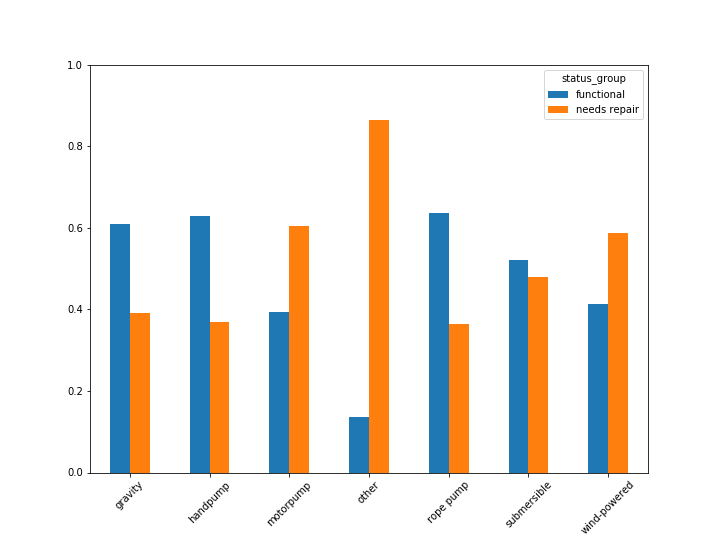 1.0
0.8
0.6
0.4
0.2
0.0
status_group
functional
needs repair
gravity
handpump
motorpump
other
rope pump
submersible
wind-powered